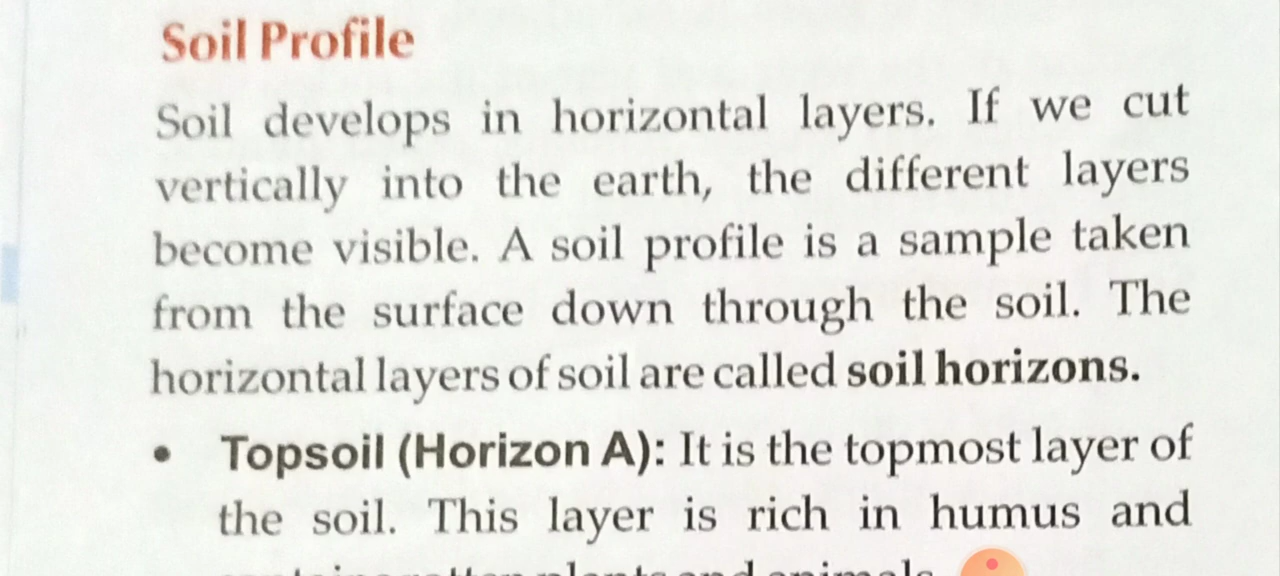 Soil Profile
Soil develops in horizontal layers. If we cut
vertically into the earth, the different layers
become visible. A soil profile is a sample taken
from the surface down through the soil. The
horizontal layers of soil are called soil horizons.
• Topsoil (Horizon A): It is the topmost layer of
the soil. This layer is rich in humus and
plants and animals.